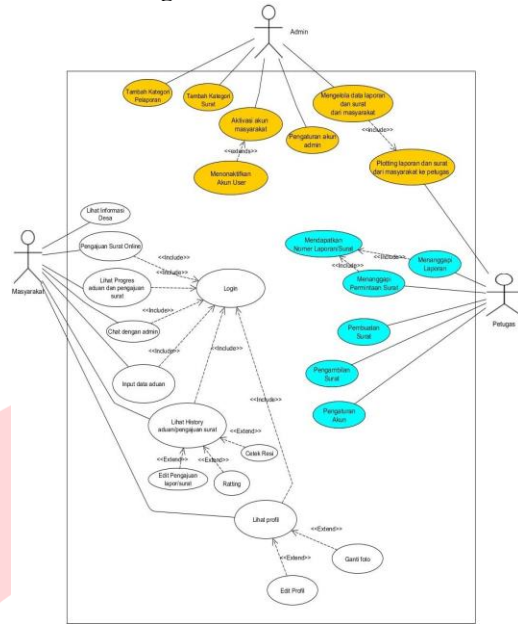 Admin
Tambah Kategori
Pelaporan
Tambah Kategori
Surat
Aktivasi akun
masyarakat
Pengaturan akun
admin
Mengelola data laporan
dan surat
dari masyarakat
<<extends>>
<<include>>
Menonaktifkan
Akun User
Plotting laporan dan surat
dari masyarakat ke petugas
Lihat Informasi
Desa
Pengajuan Surat Online
Masyarakat
Lihat Progres
aduan dan pengajuan
surat
Chat dengan admin
Input data aduan
<<Include>>
<<Include>>
<<Include>>
<<Include>>
<<Include>>
<<Include>>
Login
Mendapatkan
Nomer Laporan/Surat
<<Include>>
<<Include>>
Menanggapi
Laporan
Menanggapi
Permintaan Surat
Petugas
Pembuatan
Surat
Pengambilan
Surat
Pengaturan
Akun
Lihat History
aduan/pengajuan surat
<<Extend>>
Cetak Resi
<<Extend>>
<<Extend>>
Edit Pengajuan
lapor/surat
Ratting
Lihat profil
<<Extend>>
<<Extend>>
Ganti foto
Edit Profil